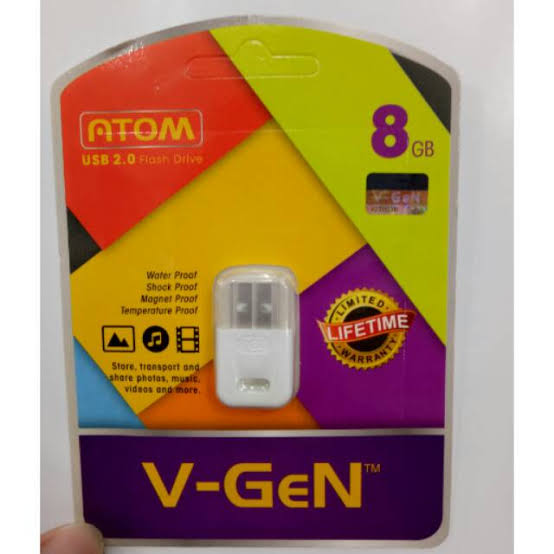 ATOM
USB 2.0 Flash Drive
8 GB
V-GeN
Water Proof
Shock Proof
Magnet Proof
Temperature Proof
Store, transport and
share photos, music,
videos and more.
LIMITED
LIFETIME
WARRANTY
V-GeN™